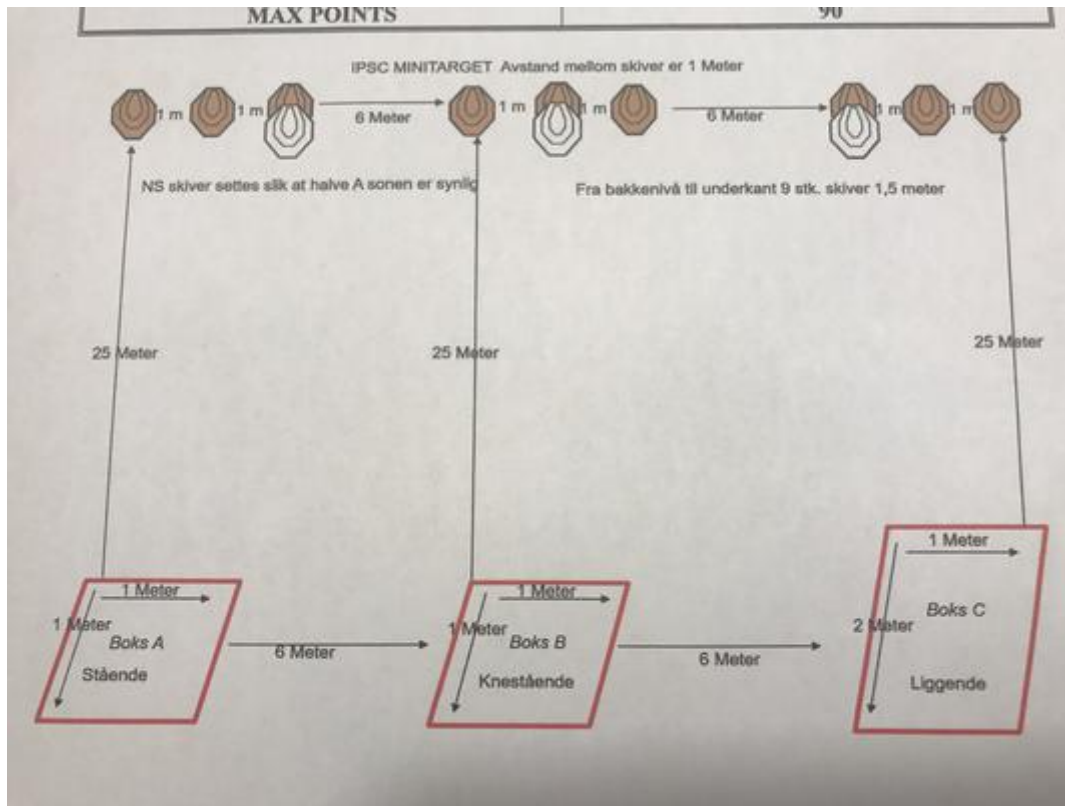 MAX POINTS 90
IPSC MINITARGET Avstand mellom skiver er 1 Meter
1 m 1 m 6 Meter 1 m 1 m 6 Meter 1 m 1 m
NS skiver settes slik at halve A sonen er synlig
Fra bakkenivå til underkant 9 stk. skiver 1,5 meter
25 Meter 25 Meter 25 Meter
1 Meter 1 Meter 1 Meter
1 Meter 1 Meter 2 Meter
Boks A Boks B Boks C
6 Meter 6 Meter
Stående Knestående Liggende